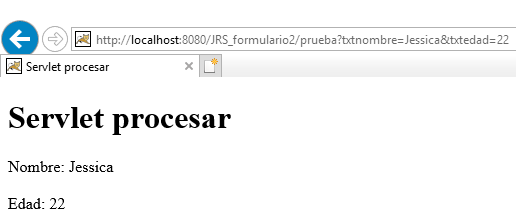 http://localhost:8080/JRS_formulario2/prueba?txtnombre=Jessica&txtedad=22
Servlet procesar
Servlet procesar
Nombre: Jessica
Edad: 22